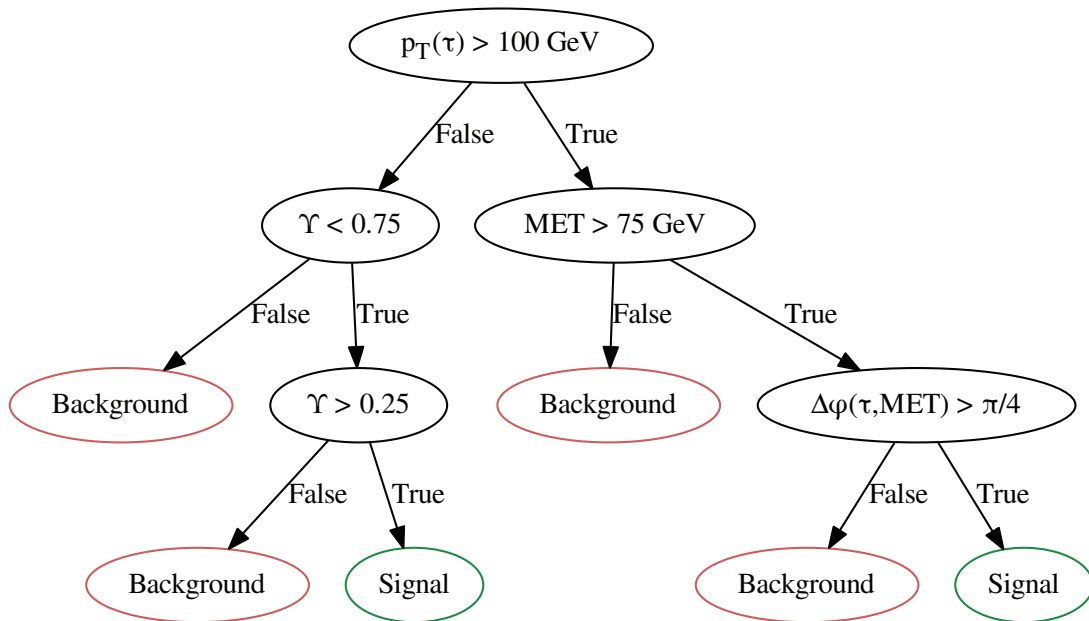 p_T(τ) > 100 GeV
False
True
ϒ < 0.75
MET > 75 GeV
False
True
False
True
Background
ϒ > 0.25
Background
Δφ(τ,MET) > π/4
False
True
False
True
Background
Signal
Background
Signal